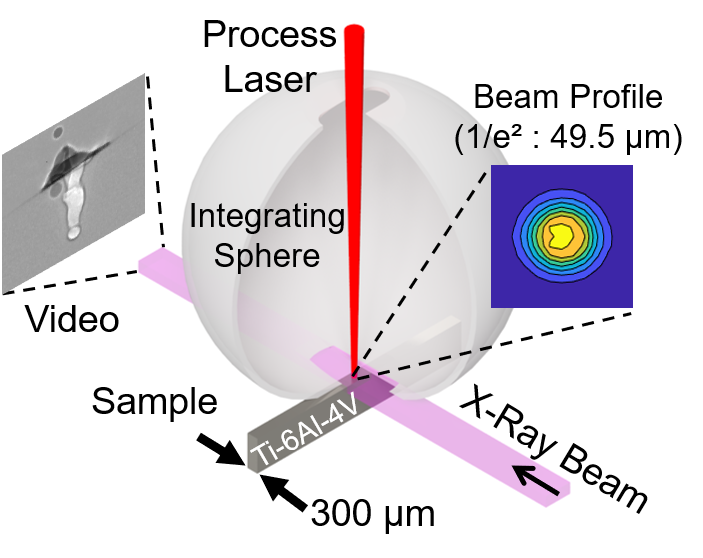 Process
Laser
Beam Profile
(1/e² : 49.5 µm)
Integrating
Sphere
Video
Sample
Ti-6Al-4V
X-Ray Beam
300 µm